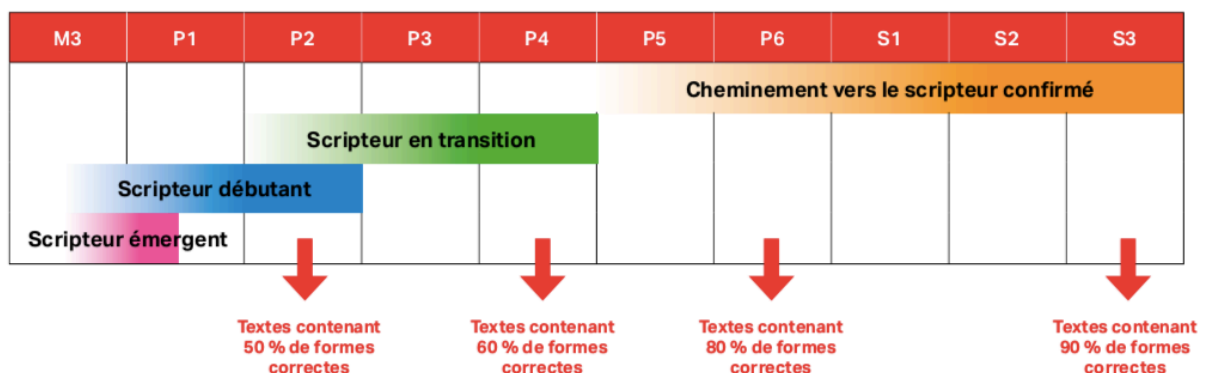 M3 P1 P2 P3 P4 P5 P6 S1 S2 S3
Cheminement vers le scripteur confirmé
Scripteur en transition
Scripteur débutant
Scripteur émergent
Textes contenant
50 % de formes
correctes
Textes contenant
60 % de formes
correctes
Textes contenant
80 % de formes
correctes
Textes contenant
90 % de formes
correctes